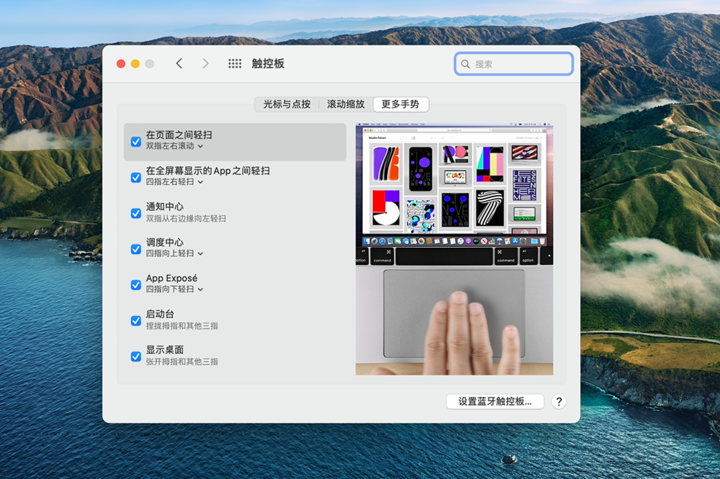 触控板
搜索
光标与点按
滚动缩放
更多手势
在页面之间轻扫
双指左右滚动
在全屏幕显示的App之间轻扫
四指左右轻扫
通知中心
双指从右边缘向左轻扫
调度中心
四指向上轻扫
App Exposé
四指向下轻扫
启动台
捏拢拇指和其他三指
显示桌面
张开拇指和其他三指
option
command
command
option
设置蓝牙触控板...
?